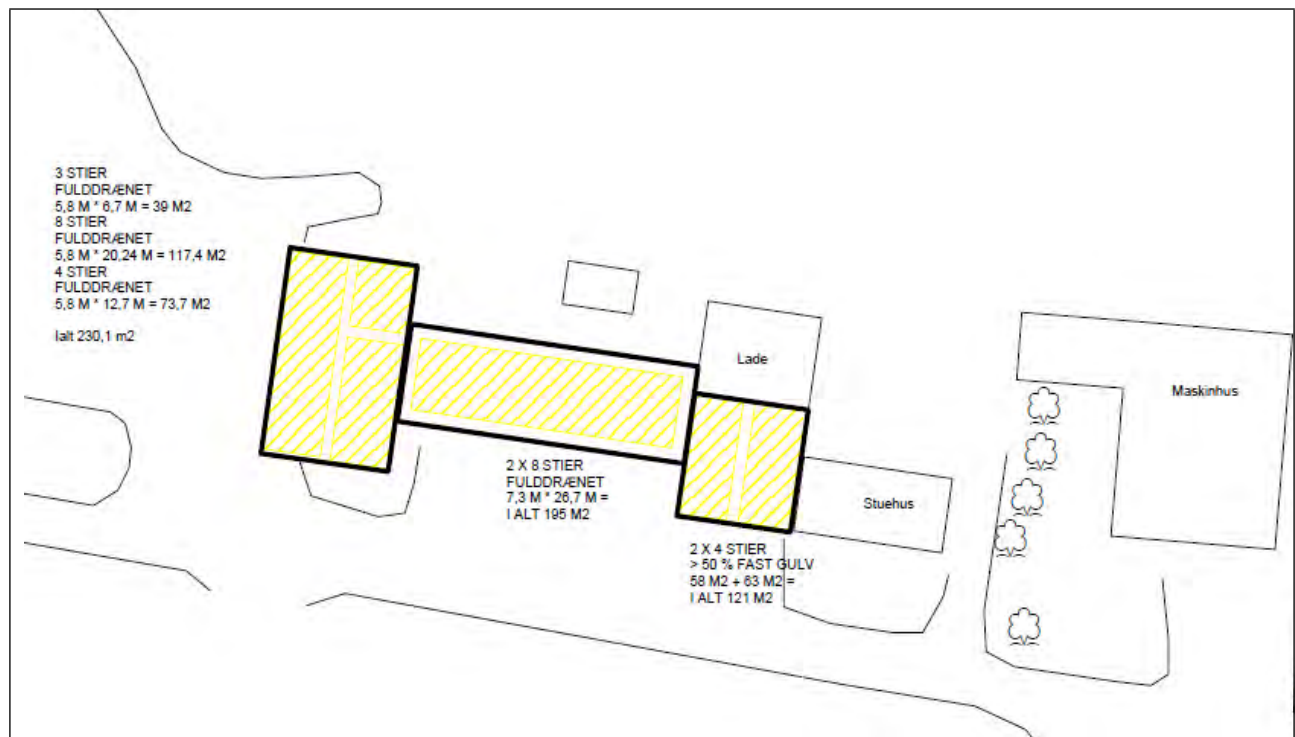 3 STIER
FULDDRÆNET
5,8 M * 6,7 M = 39 M2
8 STIER
FULDDRÆNET
5,8 M * 20,24 M = 117,4 M2
4 STIER
FULDDRÆNET
5,8 M * 12,7 M = 73,7 M2
Ialt 230,1 m2
Lade
Maskinhus
2 X 8 STIER
FULDDRÆNET
7,3 M * 26,7 M =
I ALT 195 M2
Stuehus
2 X 4 STIER
> 50 % FAST GULV
58 M2 + 63 M2 =
I ALT 121 M2